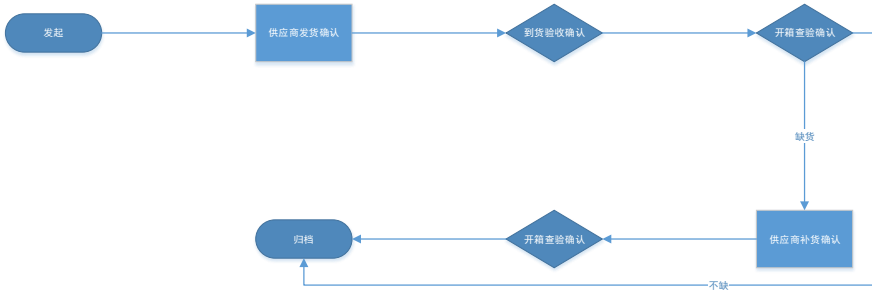 发起
供应商发货确认
到货验收确认
开箱查验确认
缺货
归档
开箱查验确认
供应商补货确认
不缺